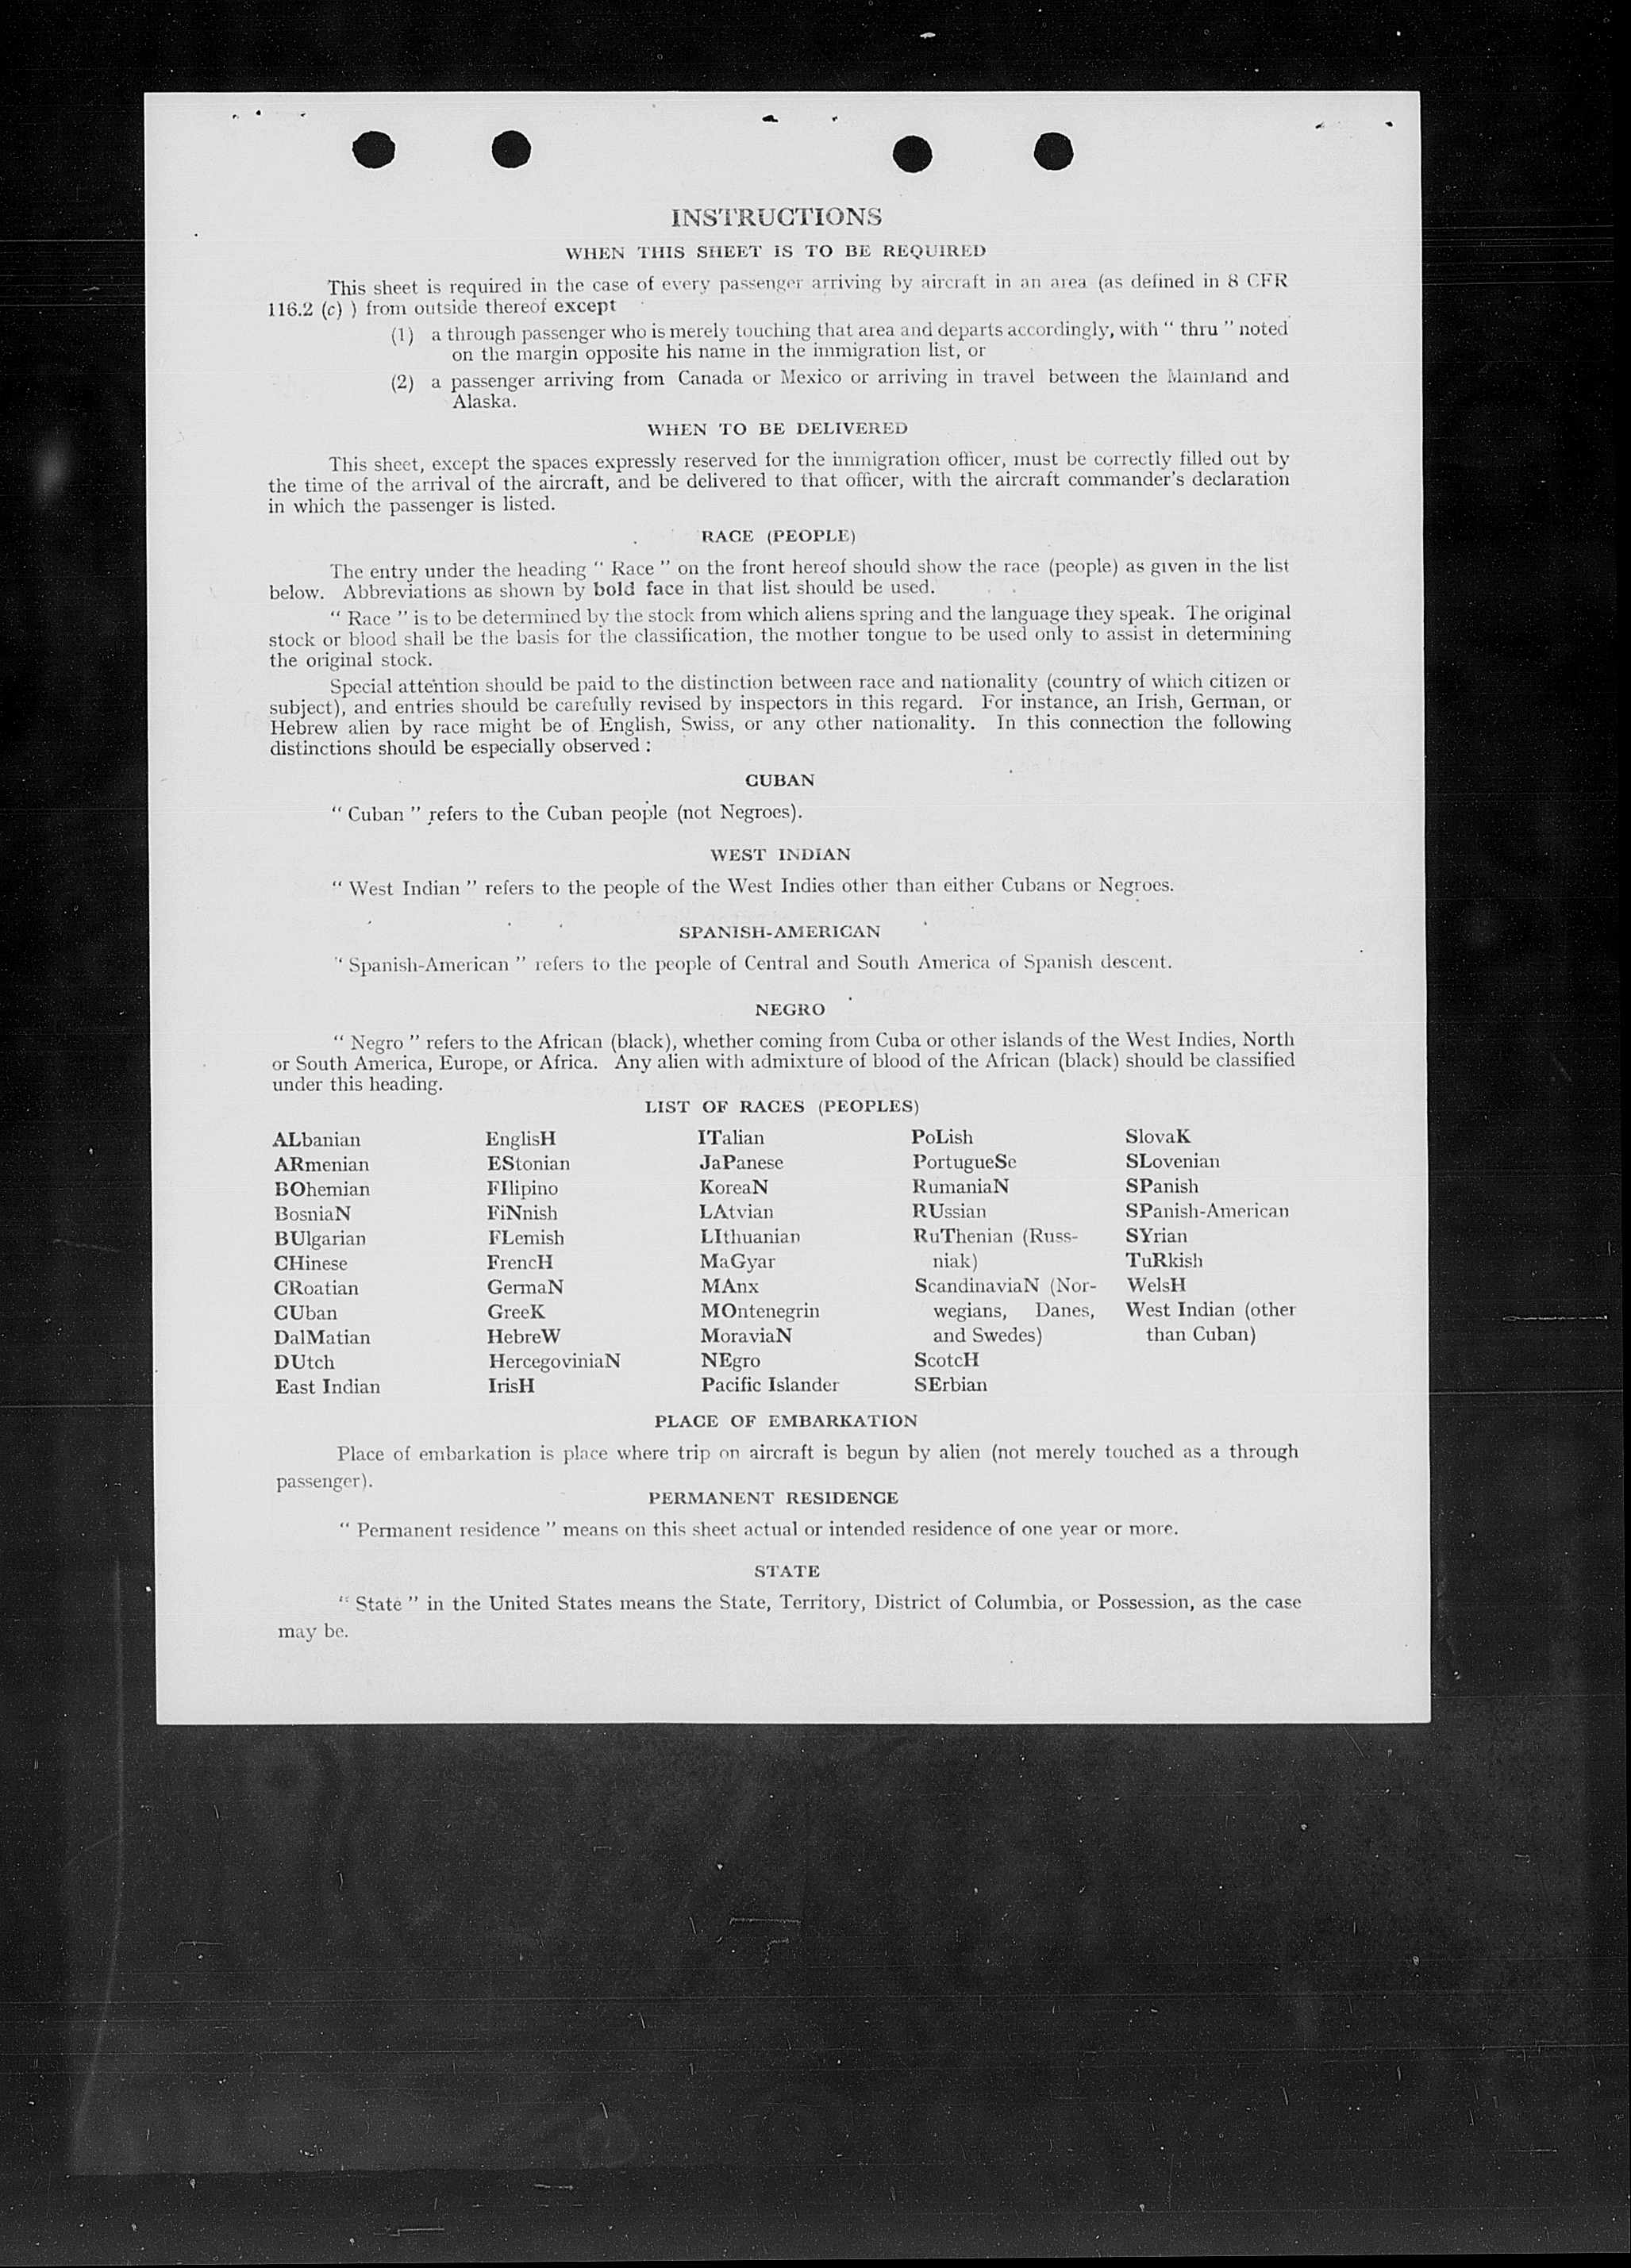 INSTRUCTIONS
WHEN THIS SHEET IS TO BE REQUIRED
This sheet is required in the case of every passenger arriving by aircraft in an area (as defined in 8 CFR
116.2 (c) ) from outside thereof except
(1) a through passenger who is merely touching that area and departs accordingly, with “ thru ” noted
on the margin opposite his name in the immigration list, or
(2) a passenger arriving from Canada or Mexico or arriving in travel between the Mainland and
Alaska.
WHEN TO BE DELIVERED
This sheet, except the spaces expressly reserved for the immigration officer, must be correctly filled out by
the time of the arrival of the aircraft, and be delivered to that officer, with the aircraft commander's declaration
in which the passenger is listed.
RACE (PEOPLE)
The entry under the heading “ Race ” on the front hereof should show the race (people) as given in the list
below. Abbreviations as shown by bold face in that list should be used.
“ Race ” is to be determined by the stock from which aliens spring and the language they speak. The original
stock or blood shall be the basis for the classification, the mother tongue to be used only to assist in determining
the original stock.
Special attention should be paid to the distinction between race and nationality (country of which citizen or
subject), and entries should be carefully revised by inspectors in this regard. For instance, an Irish, German, or
Hebrew alien by race might be of English, Swiss, or any other nationality. In this connection the following
distinctions should be especially observed :
CUBAN
“ Cuban ” refers to the Cuban people (not Negroes).
WEST INDIAN
“ West Indian ” refers to the people of the West Indies other than either Cubans or Negroes.
SPANISH-AMERICAN
“ Spanish-American ” refers to the people of Central and South America of Spanish descent.
NEGRO
“ Negro ” refers to the African (black), whether coming from Cuba or other islands of the West Indies, North
or South America, Europe, or Africa. Any alien with admixture of blood of the African (black) should be classified
under this heading.
LIST OF RACES (PEOPLES)
ALbanian
ARmenian
BOhemian
BosniaN
BUlgarian
CHinese
CRoatian
CUban
DalMatian
DUtch
East Indian
EnglisH
EStonian
FIlipino
FiNnish
FLemish
FrencH
GermaN
GreeK
HebreW
HercegoviniaN
IrisH
ITalian
JaPanese
KoreaN
LAtvian
LIthuanian
MaGyar
MAnx
MOntenegrin
MoraviaN
NEgro
Pacific Islander
PoLish
PortugueSe
RumaniaN
RUssian
RuThenian (Russ-
niak)
ScandinaviaN (Nor-
wegians, Danes,
and Swedes)
ScotcH
SErbian
SlovaK
SLovenian
SPanish
SPanish-American
SYrian
TuRkish
WelsH
West Indian (other
than Cuban)
PLACE OF EMBARKATION
Place of embarkation is place where trip on aircraft is begun by alien (not merely touched as a through
passenger).
PERMANENT RESIDENCE
“ Permanent residence ” means on this sheet actual or intended residence of one year or more.
STATE
“ State ” in the United States means the State, Territory, District of Columbia, or Possession, as the case
may be.